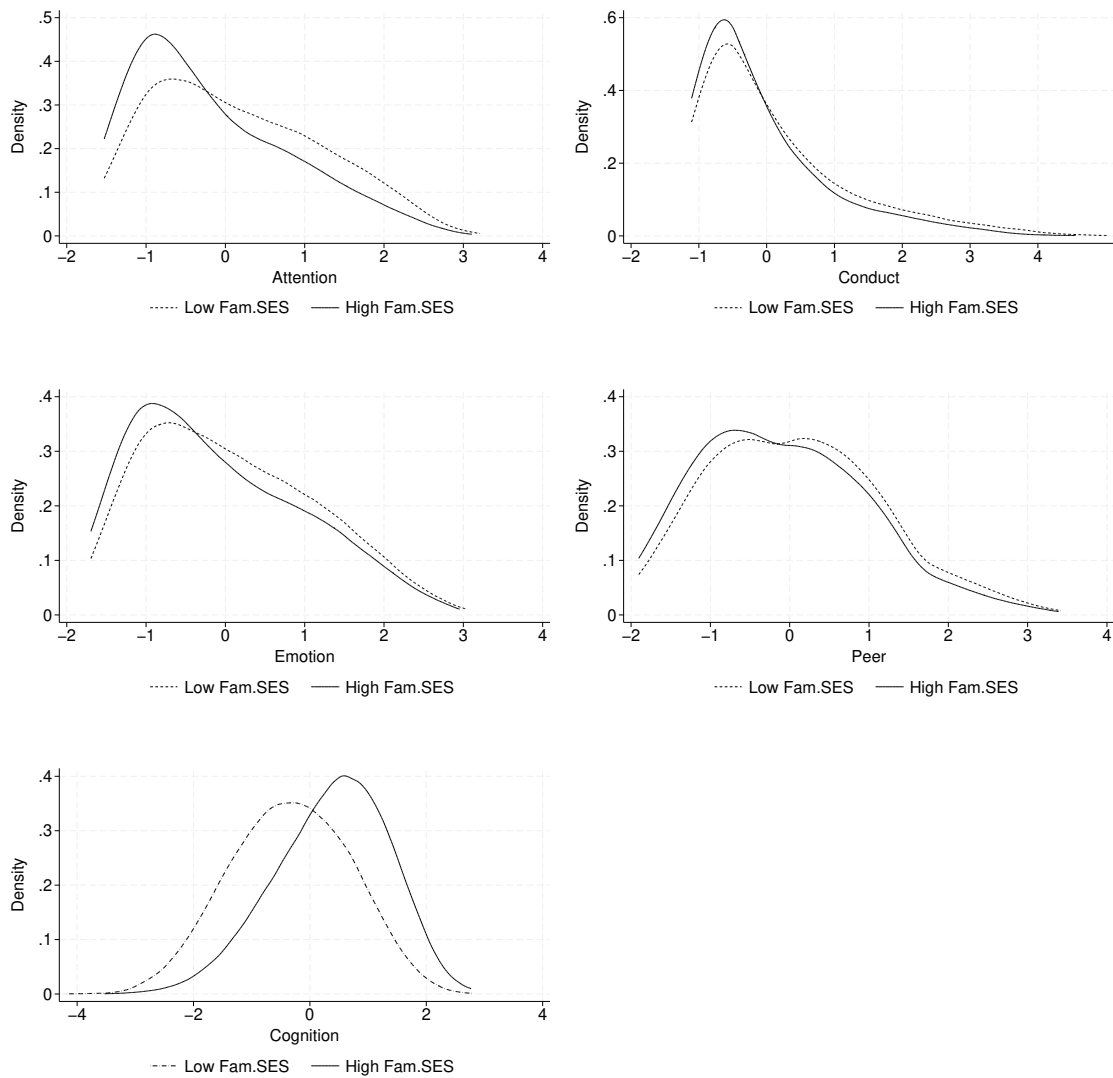 Density
.5
.4
.3
.2
.1
0
−2 −1 0 1 2 3 4
Attention
Low Fam.SES High Fam.SES
Density
.6
.4
.2
0
−2 −1 0 1 2 3 4
Conduct
Low Fam.SES High Fam.SES
Density
.4
.3
.2
.1
0
−2 −1 0 1 2 3 4
Emotion
Low Fam.SES High Fam.SES
Density
.4
.3
.2
.1
0
−2 −1 0 1 2 3 4
Peer
Low Fam.SES High Fam.SES
Density
.4
.3
.2
.1
0
−4 −2 0 2 4
Cognition
Low Fam.SES High Fam.SES